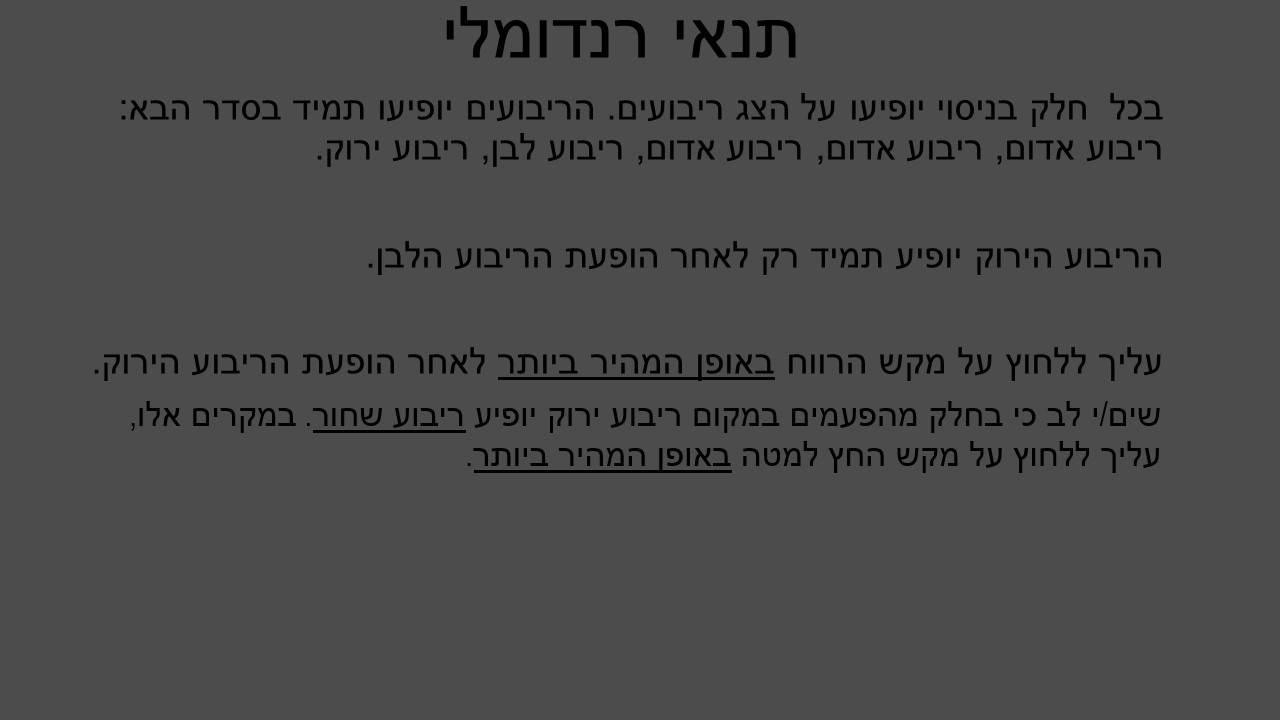 תנאי רנדומלי
בכל חלק בניסוי יופיעו על הצג ריבועים. הריבועים יופיעו תמיד בסדר הבא:
ריבוע אדום, ריבוע אדום, ריבוע אדום, ריבוע לבן, ריבוע ירוק.
הריבוע הירוק יופיע תמיד רק לאחר הופעת הריבוע הלבן.
עליך ללחוץ על מקש הרווח באופן המהיר ביותר לאחר הופעת הריבוע הירוק.
שים/י לב כי בחלק מהפעמים במקום ריבוע ירוק יופיע ריבוע שחור. במקרים אלו,
עליך ללחוץ על מקש החץ למטה באופן המהיר ביותר.